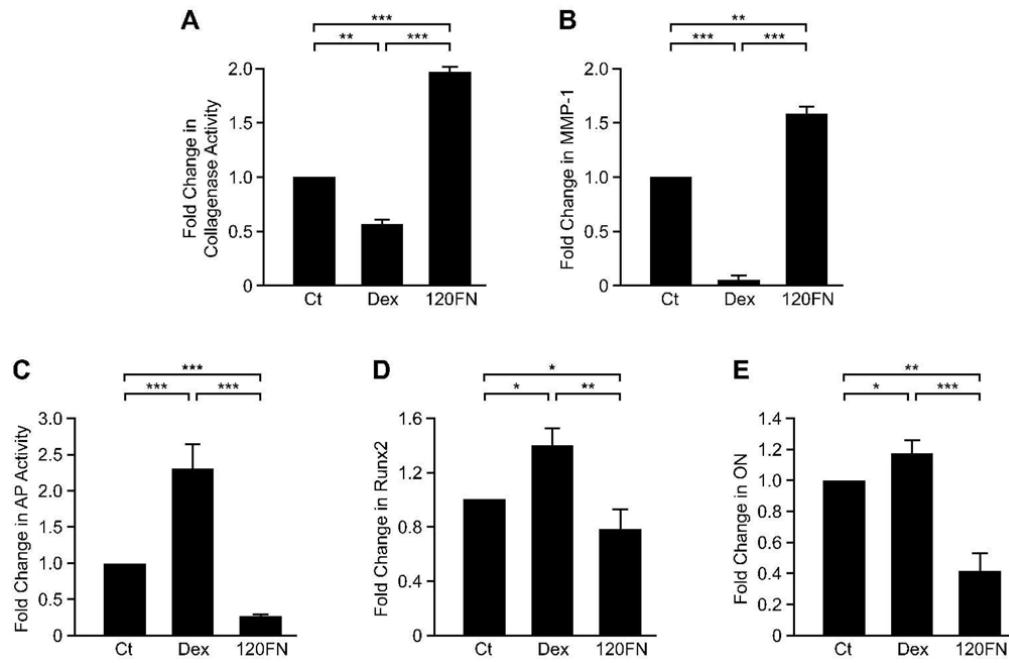 A
***
** ***
Fold Change in
Collagenase Activity
2.0
1.5
1.0
0.5
0
Ct Dex 120FN
B
**
*** ***
Fold Change in MMP-1
2.0
1.5
1.0
0.5
0
Ct Dex 120FN
C
***
*** ***
Fold Change in AP Activity
3.0
2.5
2.0
1.5
1.0
0.5
0
Ct Dex 120FN
D
*
* **
Fold Change in Runx2
1.6
1.2
0.8
0.4
0
Ct Dex 120FN
E
**
* ***
Fold Change in ON
1.4
1.2
1.0
0.8
0.6
0.4
0.2
0
Ct Dex 120FN